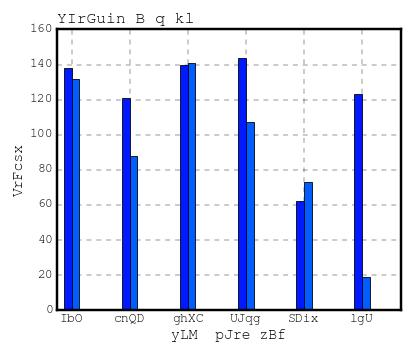 YIrGuin B q kl
160
140
120
100
80
60
40
20
0
VrFcsx
IbO cnQD ghXC UJqg SDix lgU
yLM pJre zBf